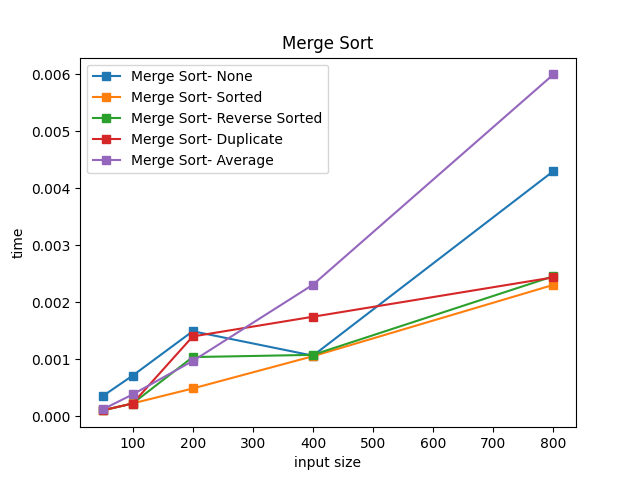 Merge Sort
Merge Sort- None
Merge Sort- Sorted
Merge Sort- Reverse Sorted
Merge Sort- Duplicate
Merge Sort- Average
time
0.006
0.005
0.004
0.003
0.002
0.001
0.000
100 200 300 400 500 600 700 800
input size